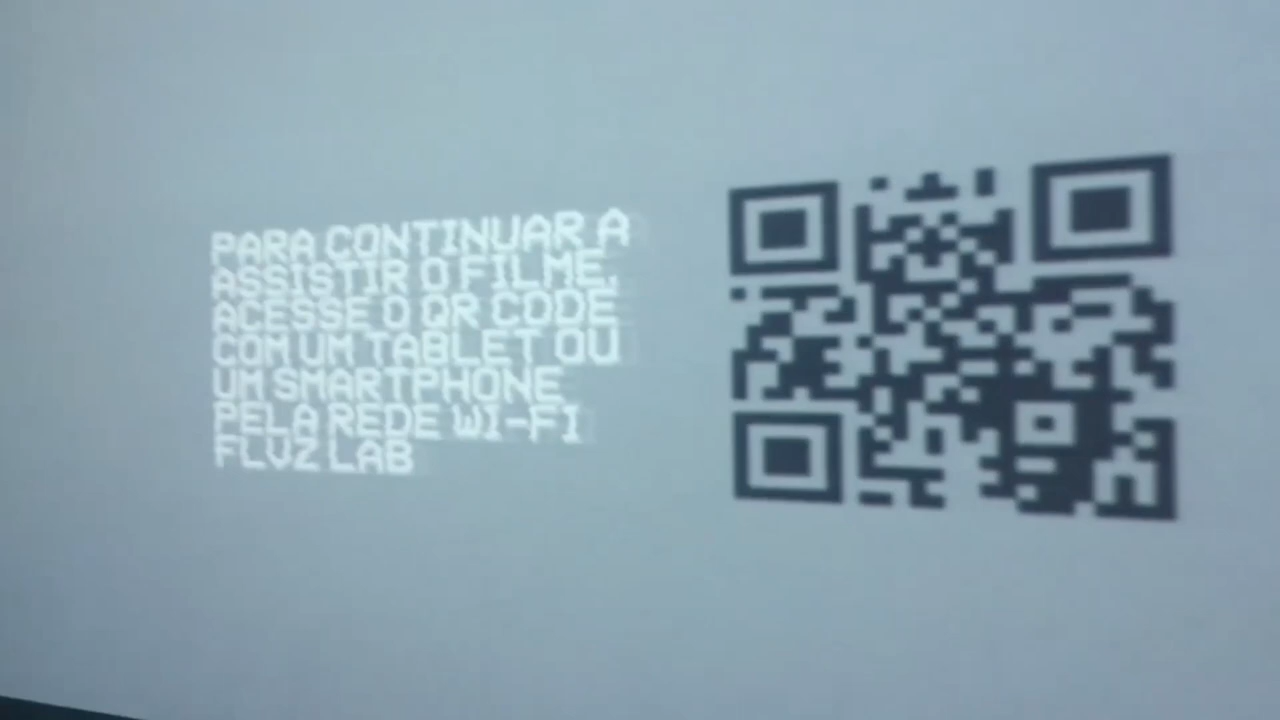 PARA CONTINUAR A
ASSISTIR O FILME,
ACESSE O QR CODE
COM UM TABLET OU
UM SMARTPHONE
PELA REDE WI-FI
FLVZ LAB